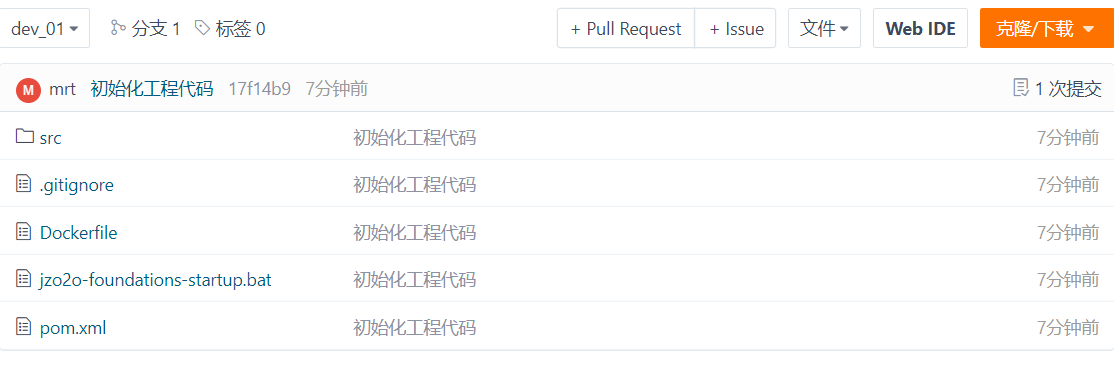 dev_01 分支 1 标签 0 + Pull Request + Issue 文件 Web IDE 克隆/下载
M mrt 初始化工程代码 17f14b9 7分钟前 1 次提交
src 初始化工程代码 7分钟前
.gitignore 初始化工程代码 7分钟前
Dockerfile 初始化工程代码 7分钟前
jzo2o-foundations-startup.bat 初始化工程代码 7分钟前
pom.xml 初始化工程代码 7分钟前